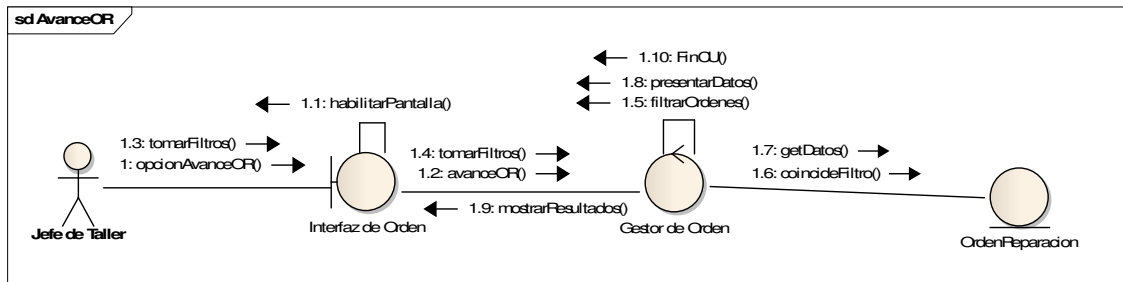 sd AvanceOR
1.10: FinCU()
1.8: presentarDatos()
1.1: habilitarPantalla()
1.5: filtrarOrdenes()
1.3: tomarFiltros()
1.4: tomarFiltros()
1.7: getDatos()
1: opcionAvanceOR()
1.2: avanceOR()
1.6: coincideFiltro()
1.9: mostrarResultados()
Jefe de Taller
Interfaz de Orden
Gestor de Orden
OrdenReparacion